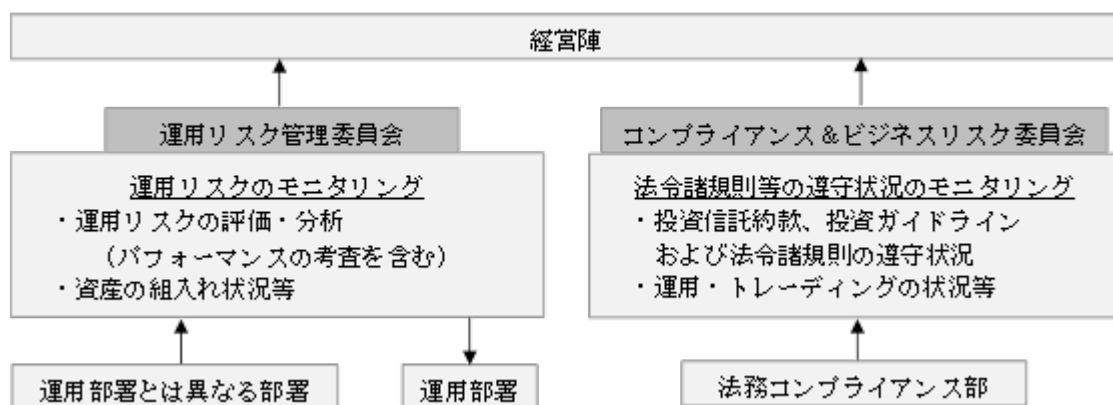 経営陣
運用リスク管理委員会
運用リスクのモニタリング
・運用リスクの評価・分析
（パフォーマンスの考査を含む）
・資産の組入れ状況等
運用部署とは異なる部署
運用部署
コンプライアンス＆ビジネスリスク委員会
法令諸規則等の遵守状況のモニタリング
・投資信託約款、投資ガイドライン
および法令諸規則の遵守状況
・運用・トレーディングの状況等
法務コンプライアンス部